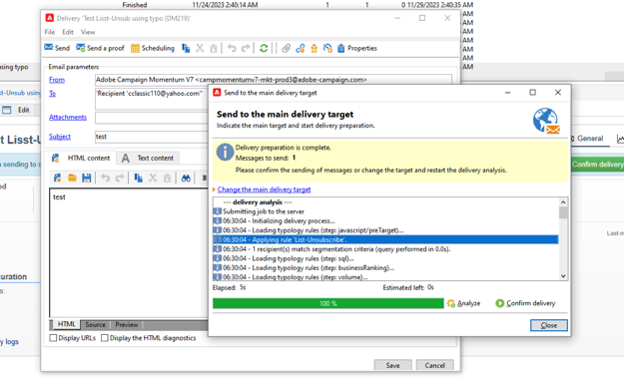 Finished 11/24/2023 2:40:14 AM 1 1 0 11/29/2023 2:40:35 AM
AM
AM
AM
AM
AM
Delivery 'Test Lisst-Unsub using typo (DM219)'
File Edit View
Send Send a proof Scheduling Properties
Email parameters
From Adobe Campaign Momentum V7 <campmomentumv7-mkt-prod3@adobe-campaign.com>
To 'Recipient 'cclassic110@yahoo.com''
Attachments
Subject test
HTML content Text content
test
HTML Source Preview
Display URLs Display the HTML diagnostics
Save Cancel
using typo
st-Unsub using typo
Edit
t Lisst-U
n sending to s
uration
s:
y logs
General
Confirm delivery
Last m
Send to the main delivery target
Send to the main delivery target
Indicate the main target and start delivery preparation.
Delivery preparation is complete.
Messages to send: 1
Please confirm the sending of messages or change the target and restart the delivery analysis.
Change the main delivery target
--- delivery analysis ---
Submitting job to the server
06:30:04 - Initializing delivery process...
06:30:04 - Loading typology rules (step: javascript/preTarget)...
06:30:04 - Applying rule 'List-Unsubscribe'.
06:30:04 - 1 recipient(s) match segmentation criteria (query performed in 0.0s).
06:30:04 - Loading typology rules (step: sql)...
06:30:04 - Loading typology rules (step: businessRanking)...
06:30:04 - Loading typology rules (step: volume)...
Elapsed: 5s Estimated left: 0s
100 % Analyze Confirm delivery
Close